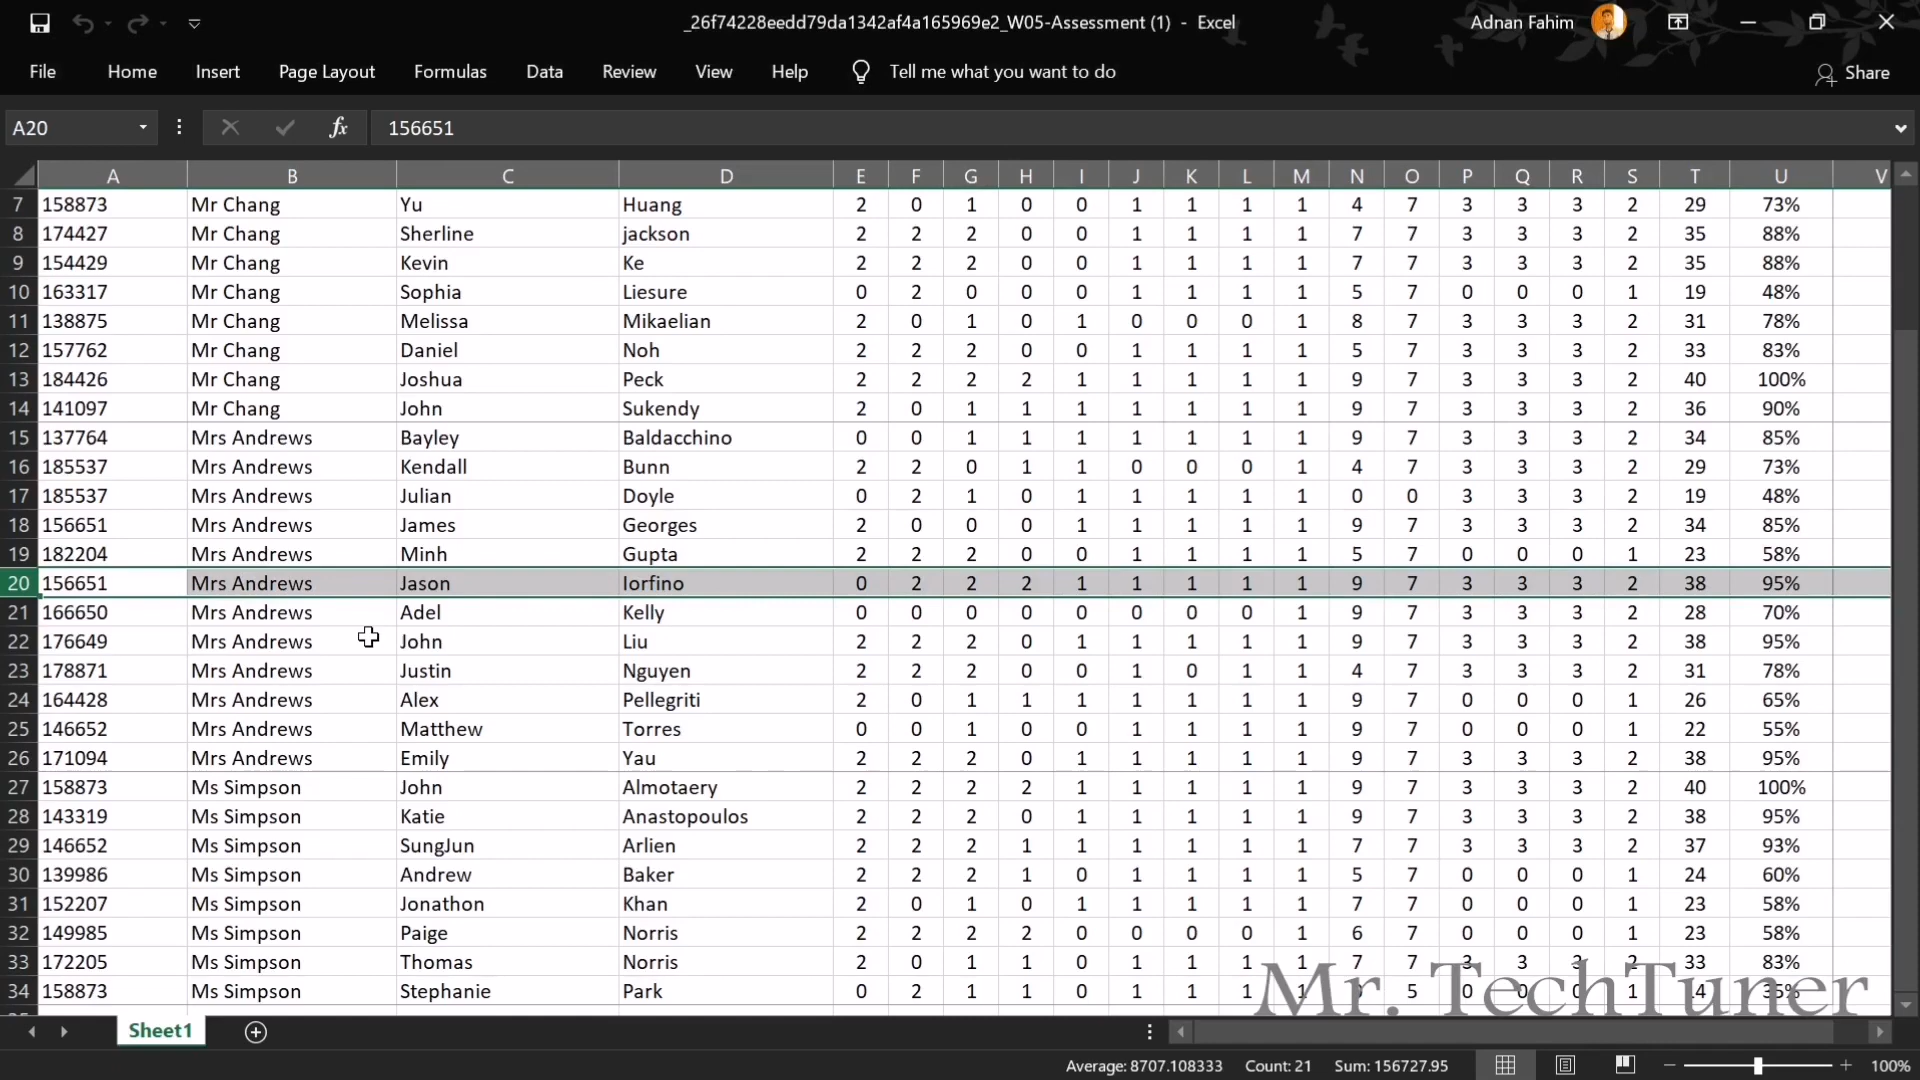 _26f74228eedd79da1342af4a165969e2_W05-Assessment (1) - Excel Adnan Fahim
File Home Insert Page Layout Formulas Data Review View Help Tell me what you want to do Share
A20 fx 156651
A B C D E F G H I J K L M N O P Q R S T U V
7 158873 Mr Chang Yu Huang 2 0 1 0 0 1 1 1 1 4 7 3 3 3 2 29 73%
8 174427 Mr Chang Sherline jackson 2 2 2 0 0 1 1 1 1 7 7 3 3 3 2 35 88%
9 154429 Mr Chang Kevin Ke 2 2 2 0 0 1 1 1 1 7 7 3 3 3 2 35 88%
10 163317 Mr Chang Sophia Liesure 0 2 0 0 0 1 1 1 1 5 7 0 0 0 1 19 48%
11 138875 Mr Chang Melissa Mikaelian 2 0 1 0 1 0 0 0 1 8 7 3 3 3 2 31 78%
12 157762 Mr Chang Daniel Noh 2 2 2 0 0 1 1 1 1 5 7 3 3 3 2 33 83%
13 184426 Mr Chang Joshua Peck 2 2 2 2 1 1 1 1 1 9 7 3 3 3 2 40 100%
14 141097 Mr Chang John Sukendy 2 0 1 1 1 1 1 1 1 9 7 3 3 3 2 36 90%
15 137764 Mrs Andrews Bayley Baldacchino 0 0 1 1 1 1 1 1 1 9 7 3 3 3 2 34 85%
16 185537 Mrs Andrews Kendall Bunn 2 2 0 1 1 0 0 0 1 4 7 3 3 3 2 29 73%
17 185537 Mrs Andrews Julian Doyle 0 2 1 0 1 1 1 1 1 0 0 3 3 3 2 19 48%
18 156651 Mrs Andrews James Georges 2 0 0 0 1 1 1 1 1 9 7 3 3 3 2 34 85%
19 182204 Mrs Andrews Minh Gupta 2 2 2 0 0 1 1 1 1 5 7 0 0 0 1 23 58%
20 156651 Mrs Andrews Jason Iorfino 0 2 2 2 1 1 1 1 1 9 7 3 3 3 2 38 95%
21 166650 Mrs Andrews Adel Kelly 0 0 0 0 0 0 0 0 1 9 7 3 3 3 2 28 70%
22 176649 Mrs Andrews John Liu 2 2 2 0 1 1 1 1 1 9 7 3 3 3 2 38 95%
23 178871 Mrs Andrews Justin Nguyen 2 2 2 0 0 1 0 1 1 4 7 3 3 3 2 31 78%
24 164428 Mrs Andrews Alex Pellegriti 2 0 1 1 1 1 1 1 1 9 7 0 0 0 1 26 65%
25 146652 Mrs Andrews Matthew Torres 0 0 1 0 0 1 1 1 1 9 7 0 0 0 1 22 55%
26 171094 Mrs Andrews Emily Yau 2 2 2 0 1 1 1 1 1 9 7 3 3 3 2 38 95%
27 158873 Ms Simpson John Almotaery 2 2 2 2 1 1 1 1 1 9 7 3 3 3 2 40 100%
28 143319 Ms Simpson Katie Anastopoulos 2 2 2 0 1 1 1 1 1 9 7 3 3 3 2 38 95%
29 146652 Ms Simpson SungJun Arlien 2 2 2 1 1 1 1 1 1 7 7 3 3 3 2 37 93%
30 139986 Ms Simpson Andrew Baker 2 2 2 1 0 1 1 1 1 5 7 0 0 0 1 24 60%
31 152207 Ms Simpson Jonathon Khan 2 0 1 0 1 1 1 1 1 7 7 0 0 0 1 23 58%
32 149985 Ms Simpson Paige Norris 2 2 2 2 0 0 0 0 1 6 7 0 0 0 1 23 58%
33 172205 Ms Simpson Thomas Norris 2 0 1 1 0 1 1 1 1 7 7 3 3 3 2 33 83%
34 158873 Ms Simpson Stephanie Park 0 2 1 1 0 1 1 1 5 0 0 0 1
Mr. TechTuner
Sheet1
Average: 8707.108333 Count: 21 Sum: 156727.95 100%